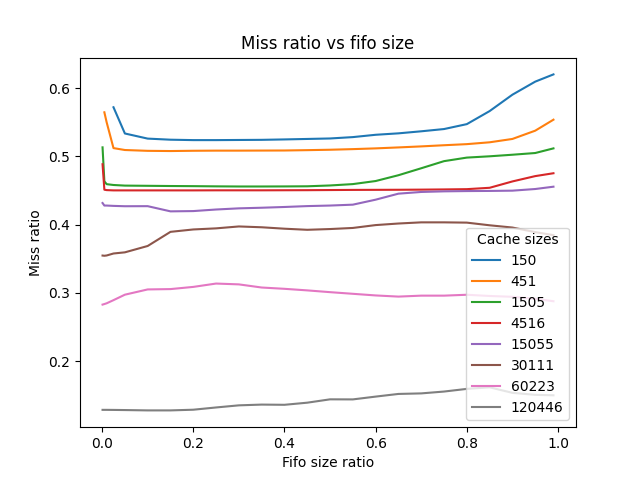 Miss ratio vs fifo size
Miss ratio
0.6
0.5
0.4
0.3
0.2
Cache sizes
150
451
1505
4516
15055
30111
60223
120446
0.0 0.2 0.4 0.6 0.8 1.0
Fifo size ratio